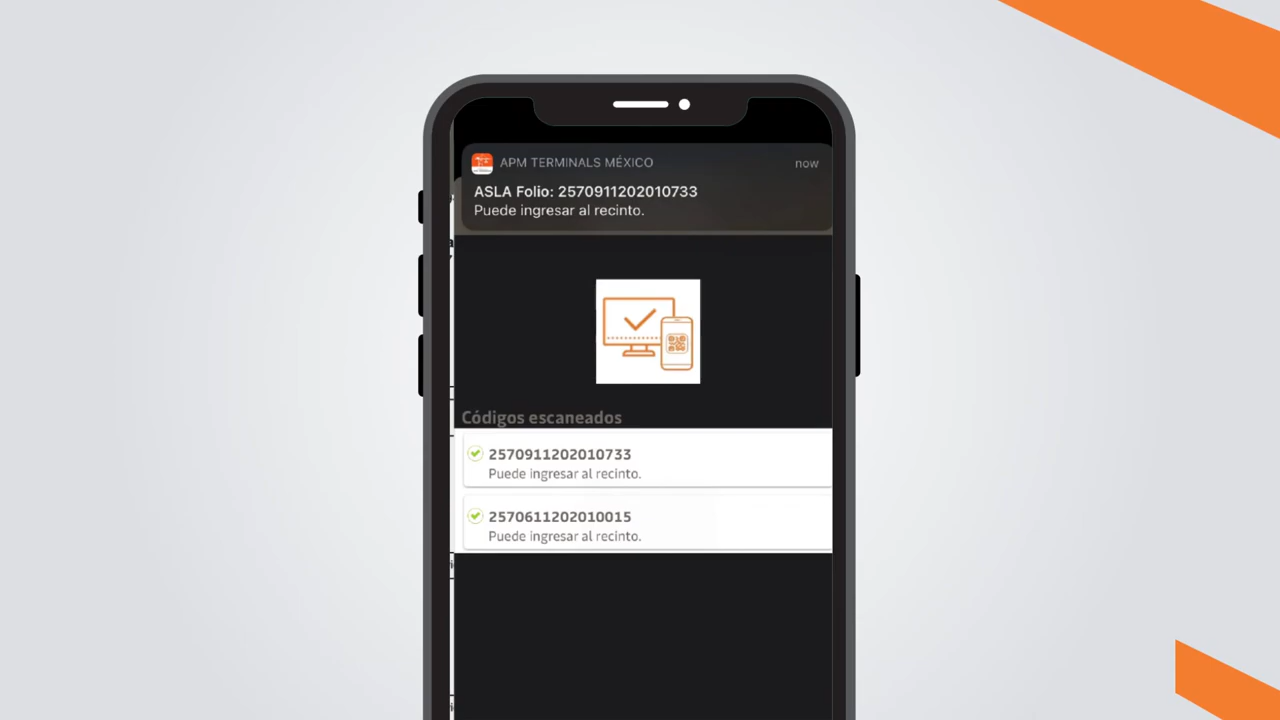 APM TERMINALS MÉXICO
now
ASLA Folio: 2570911202010733
Puede ingresar al recinto.
Códigos escaneados
2570911202010733
Puede ingresar al recinto.
2570611202010015
Puede ingresar al recinto.